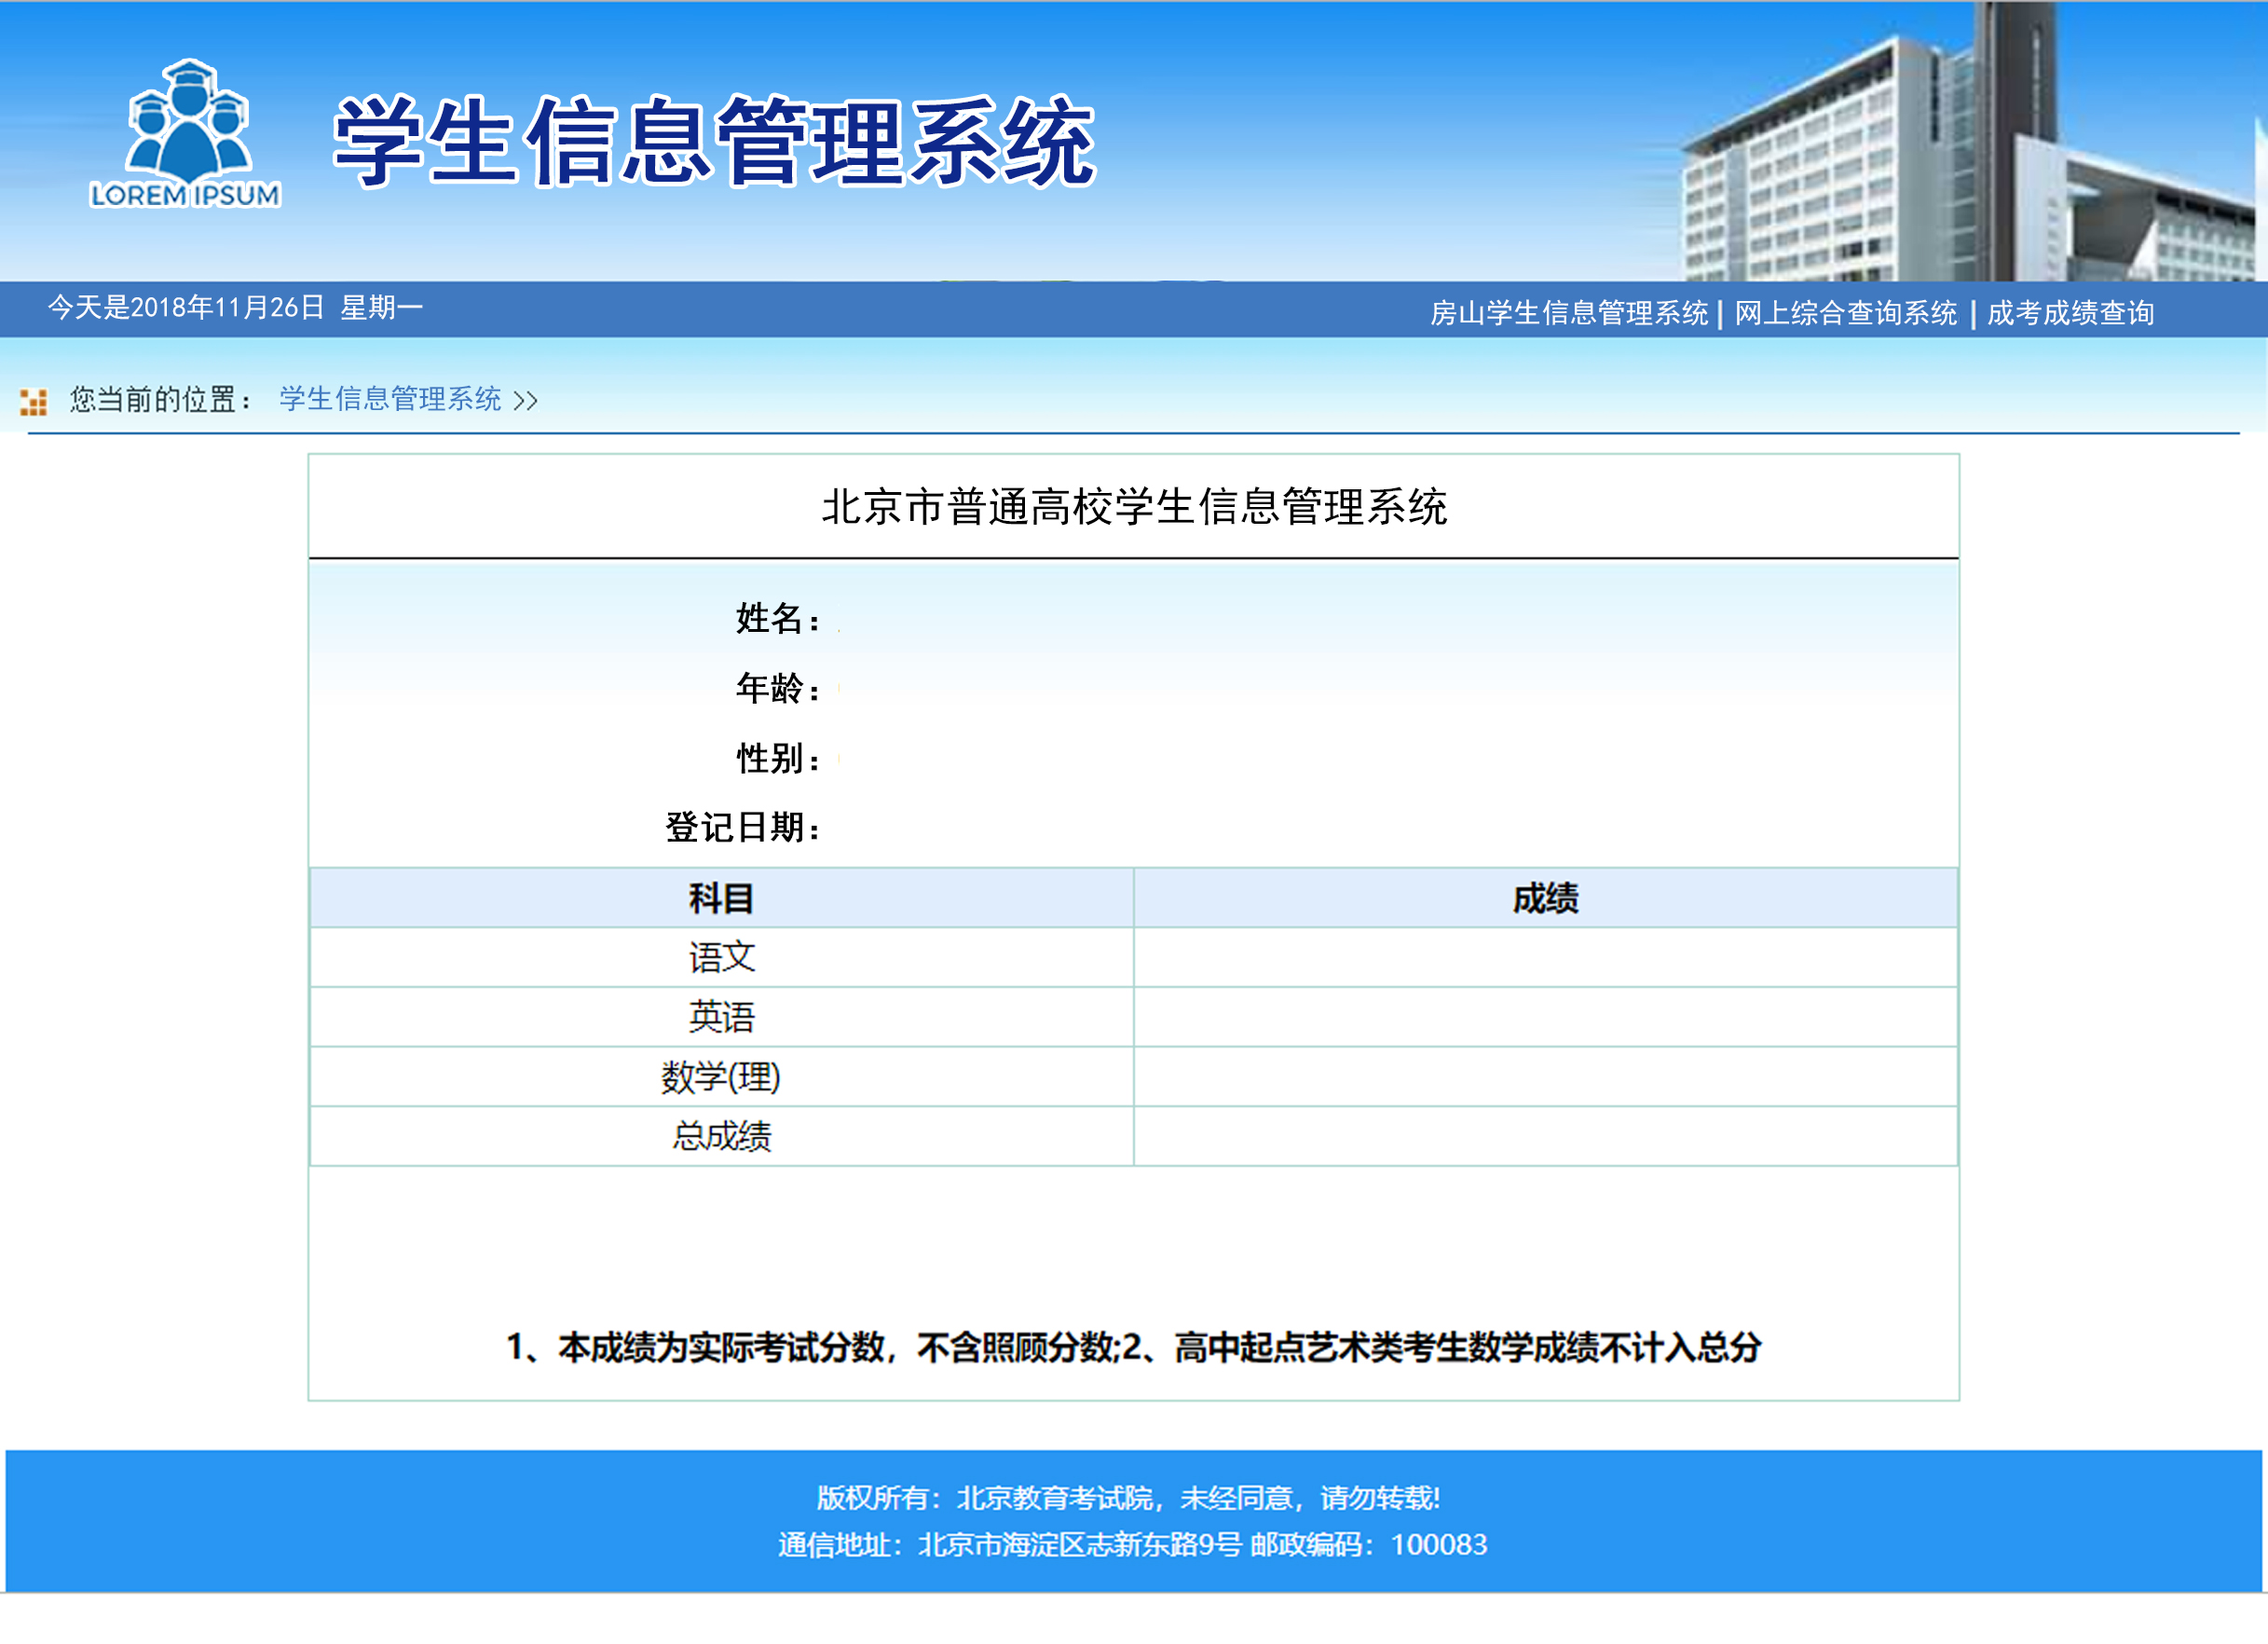 LOREM IPSUM
学生信息管理系统
今天是2018年11月26日 星期一
房山学生信息管理系统 | 网上综合查询系统 | 成考成绩查询
您当前的位置： 学生信息管理系统 >>
北京市普通高校学生信息管理系统
姓名：
年龄：
性别：
登记日期：
科目 成绩
语文
英语
数学(理)
总成绩
1、本成绩为实际考试分数，不含照顾分数;2、高中起点艺术类考生数学成绩不计入总分
版权所有：北京教育考试院，未经同意，请勿转载!
通信地址：北京市海淀区志新东路9号 邮政编码：100083